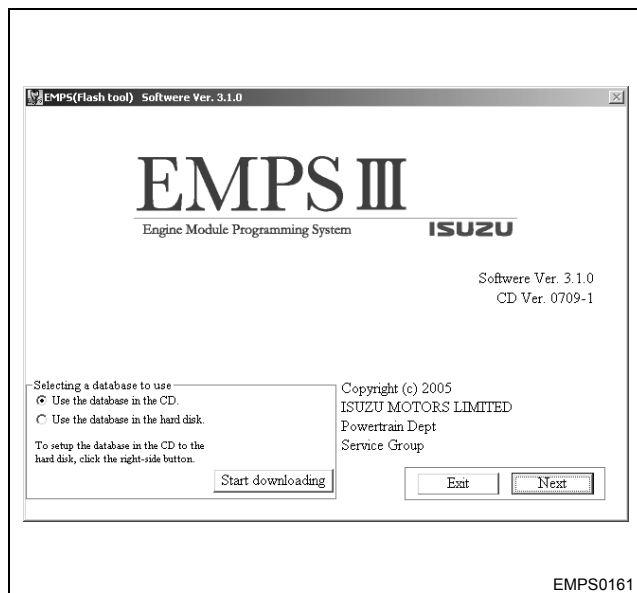 EMPS(Flash tool) Softwere Ver. 3.1.0
EMPS III
Engine Module Programming System
ISUZU
Softwere Ver. 3.1.0
CD Ver. 0709-1
Selecting a database to use
Use the database in the CD.
Use the database in the hard disk.
To setup the database in the CD to the
hard disk, click the right-side button.
Start downloading
Copyright (c) 2005
ISUZU MOTORS LIMITED
Powertrain Dept
Service Group
Exit
Next
EMPS0161